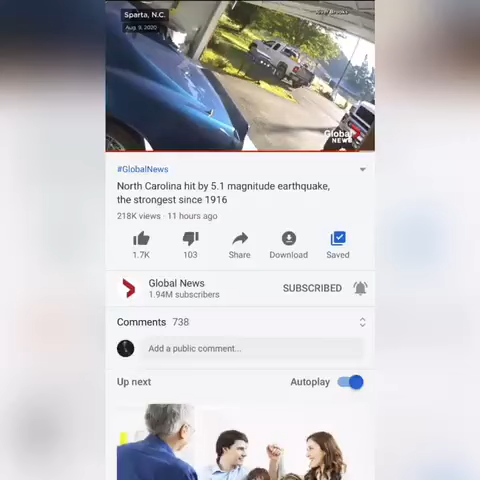 Sparta, N.C.
Aug. 9, 2020
Global
NEWS
#GlobalNews
North Carolina hit by 5.1 magnitude earthquake,
the strongest since 1916
218K views · 11 hours ago
1.7K
103
Share
Download
Saved
Global News
1.94M subscribers
SUBSCRIBED
Comments 738
Add a public comment...
Up next
Autoplay